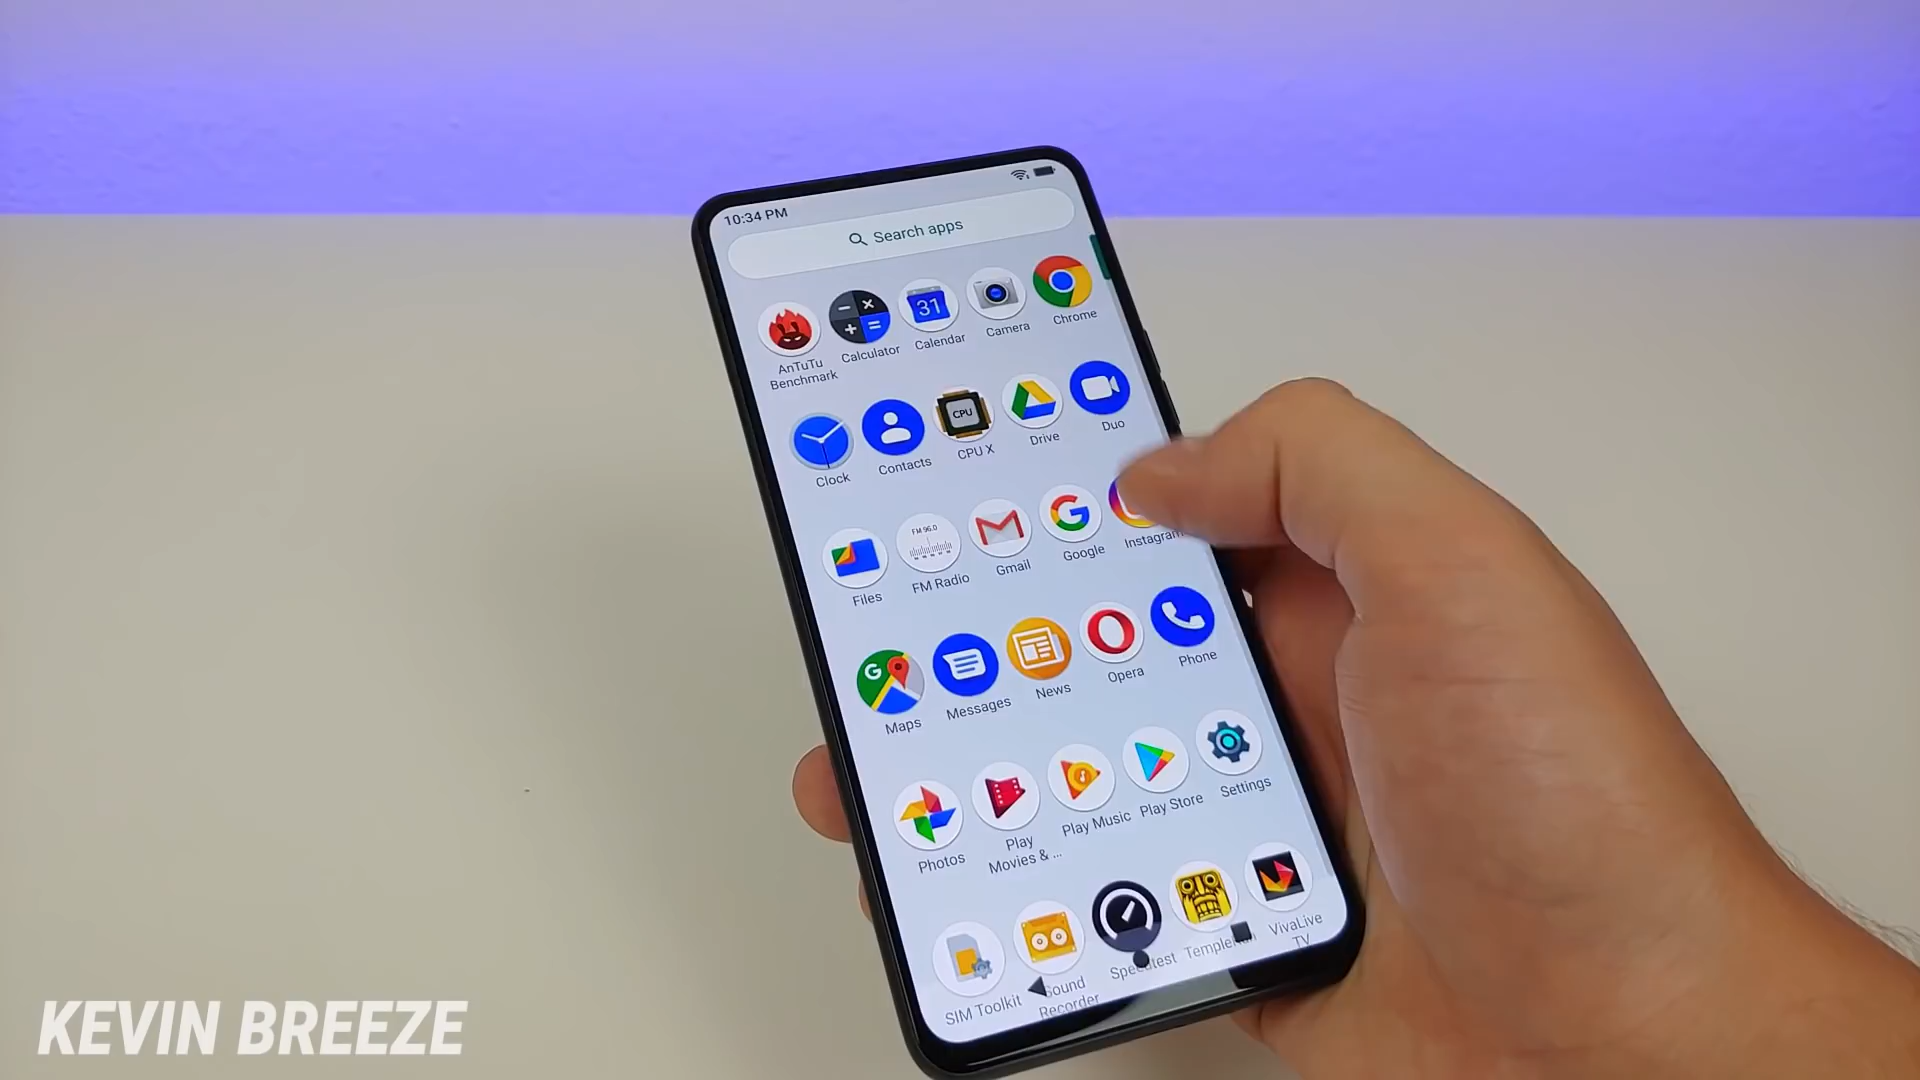 10:34 PM
Search apps
31
AnTuTu
Benchmark
Calculator
Calendar
Camera
Chrome
CPU
Clock
Contacts
CPU X
Drive
Duo
FM 96.0
G
Files
FM Radio
Gmail
Google
Instagram
G
Maps
Messages
News
Opera
Phone
Photos
Play
Movies & ...
Play Music
Play Store
Settings
SIM Toolkit
Sound
Recorder
Speedtest
VivaLive
TV
KEVIN BREEZE